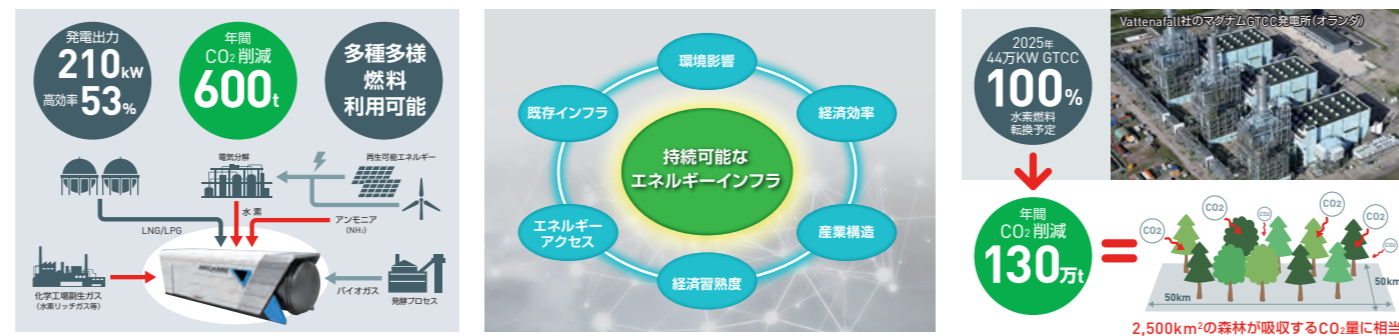 発電出力
210kW
高効率53%
年間
CO₂削減
600t
多種多様
燃料
利用可能
電気分解
再生可能エネルギー
水素
アンモニア
(NH₃)
LNG/LPG
化学工場副生ガス
(水素リッチガス等)
バイオガス
発酵プロセス
環境影響
既存インフラ
経済効率
持続可能な
エネルギーインフラ
エネルギー
アクセス
産業構造
経済習熟度
Vattenafall社のマグナムGTCC発電所(オランダ)
2025年
44万KW GTCC
100%
水素燃料
転換予定
年間
CO₂削減
130万t
CO2
CO2
CO2
CO2
CO2
CO2
50km
50km
2,500km²の森林が吸収するCO₂量に相当